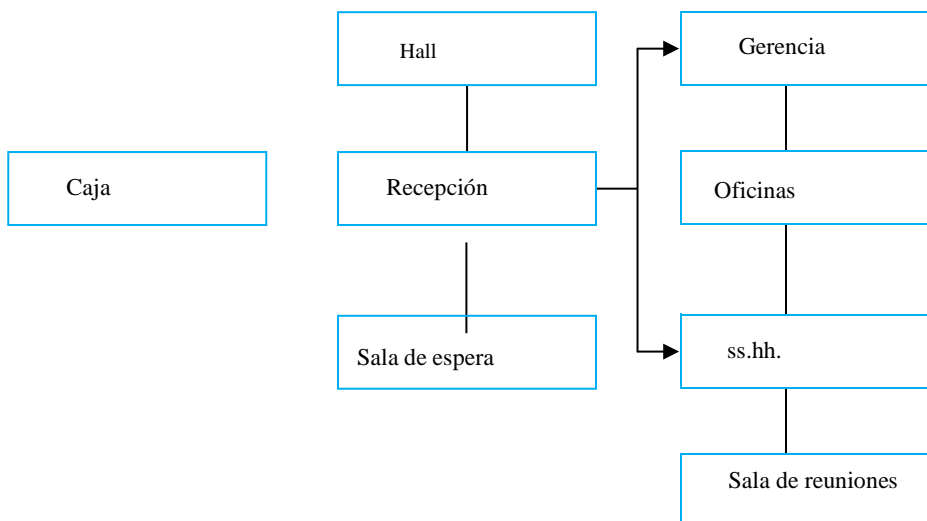 Hall
Gerencia
Caja
Recepción
Oficinas
Sala de espera
ss.hh.
Sala de reuniones